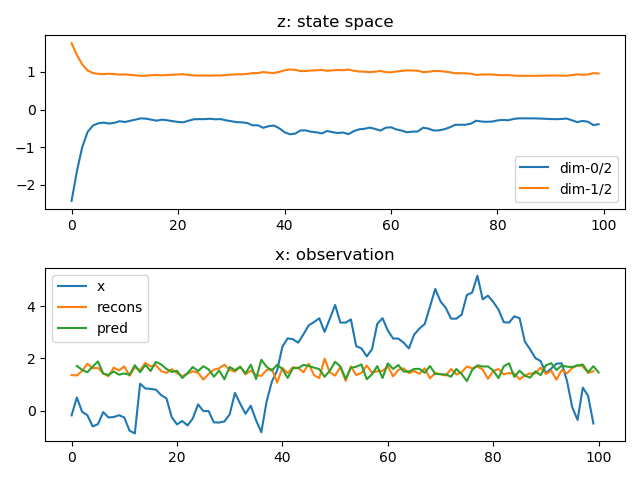 z: state space
1
0
−1
−2
dim-0/2
dim-1/2
0 20 40 60 80 100
x: observation
x
recons
pred
4
2
0
0 20 40 60 80 100